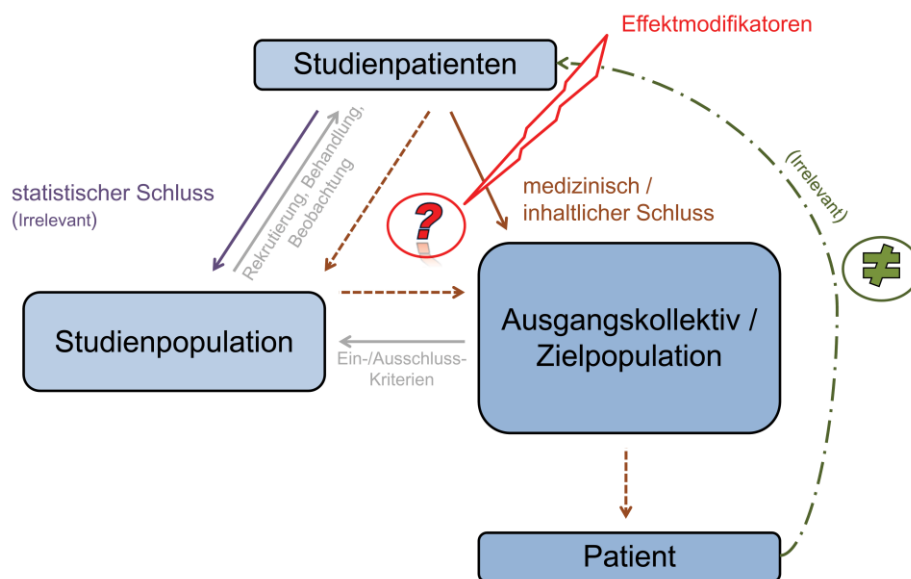 Effektmodifikatoren
Studienpatienten
statistischer Schluss
(Irrelevant)
Rekrutierung, Behandlung,
Beobachtung
?
medizinisch /
inhaltlicher Schluss
(Irrelevant)
≠
Studienpopulation
Ein-/Ausschluss-
Kriterien
Ausgangskollektiv /
Zielpopulation
Patient